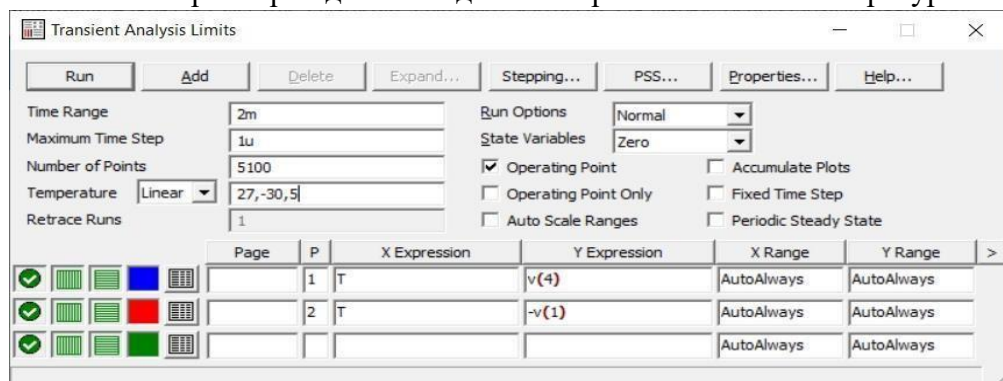 Transient Analysis Limits
Run Add Delete Expand... Stepping... PSS... Properties... Help...
Time Range 2m Run Options Normal
Maximum Time Step 1u State Variables Zero
Number of Points 5100 Operating Point Accumulate Plots
Temperature Linear 27,-30,5 Operating Point Only Fixed Time Step
Retrace Runs 1 Auto Scale Ranges Periodic Steady State
Page P X Expression Y Expression X Range Y Range >
1 T v(4) AutoAlways AutoAlways
2 T -v(1) AutoAlways AutoAlways
AutoAlways AutoAlways